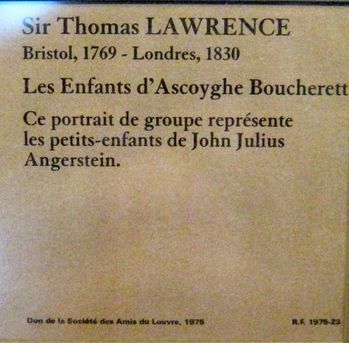 Sir Thomas LAWRENCE
Bristol, 1769 - Londres, 1830
Les Enfants d'Ascoyghe Boucherett
Ce portrait de groupe représente
les petits-enfants de John Julius
Angerstein.
Don de la Société des Amis du Louvre, 1975
R.F. 1975-23